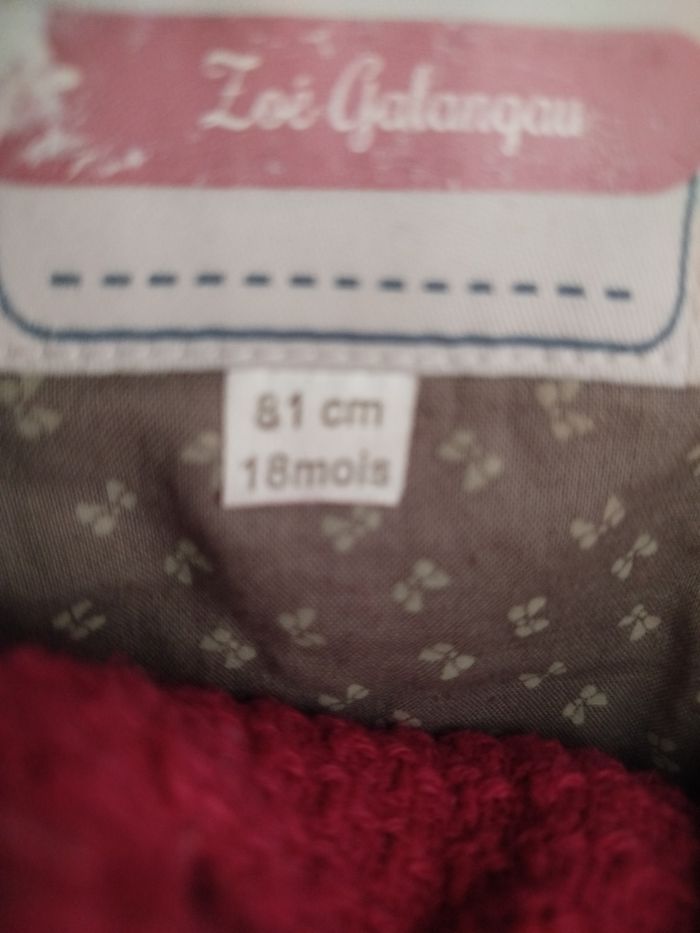 Zoé Galangau
81 cm
18mois